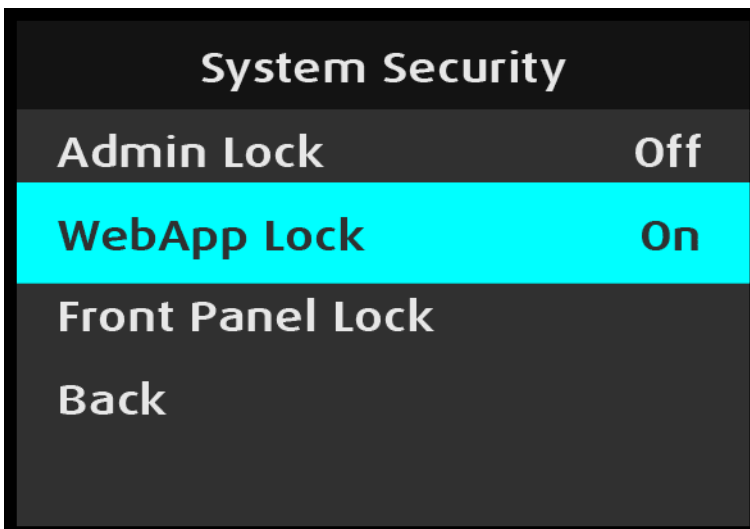 System Security
Admin Lock Off
WebApp Lock On
Front Panel Lock
Back